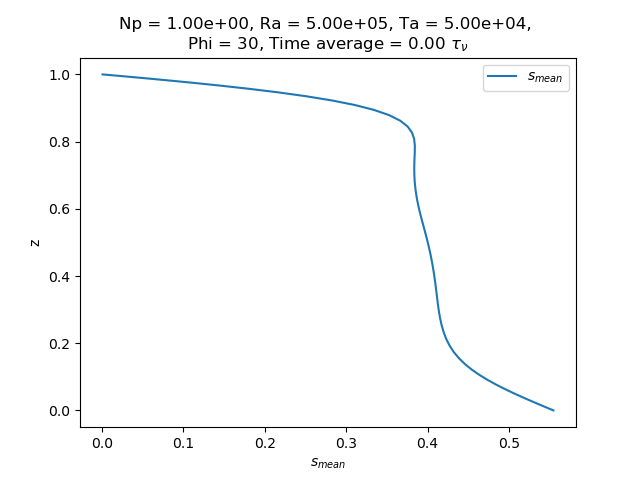 Np = 1.00e+00, Ra = 5.00e+05, Ta = 5.00e+04,
Phi = 30, Time average = 0.00 τν
s_mean
1.0
0.8
0.6
z
0.4
0.2
0.0
0.0 0.1 0.2 0.3 0.4 0.5
s_mean